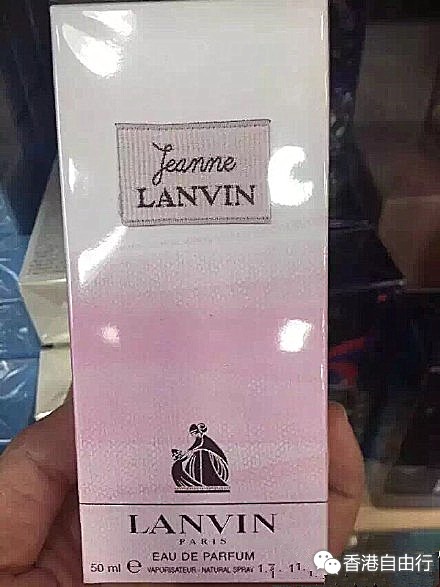 Jeanne
LANVIN
LANVIN
PARIS
EAU DE PARFUM
50 ml e VAPORISATEUR - NATURAL SPRAY
香港自由行